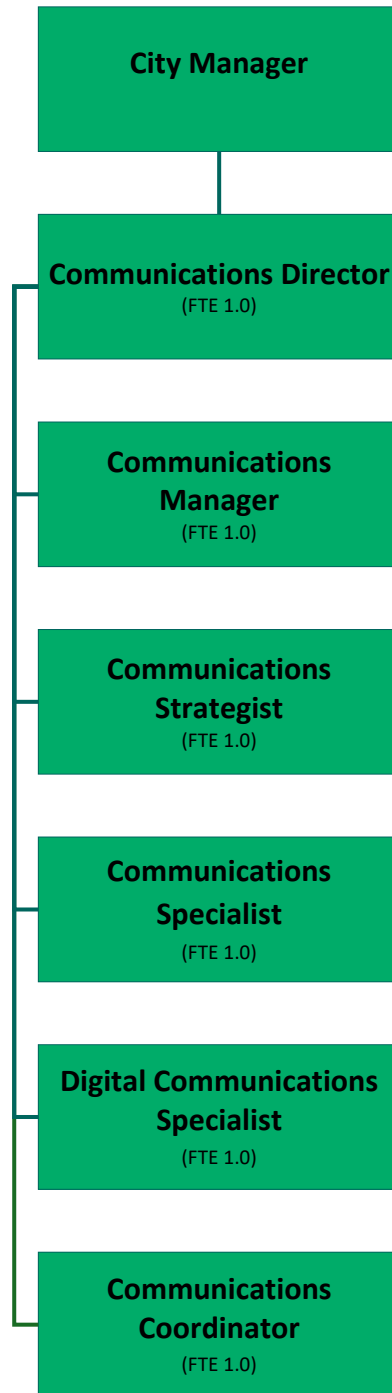 City Manager
Communications Director
(FTE 1.0)
Communications
Manager
(FTE 1.0)
Communications
Strategist
(FTE 1.0)
Communications
Specialist
(FTE 1.0)
Digital Communications
Specialist
(FTE 1.0)
Communications
Coordinator
(FTE 1.0)